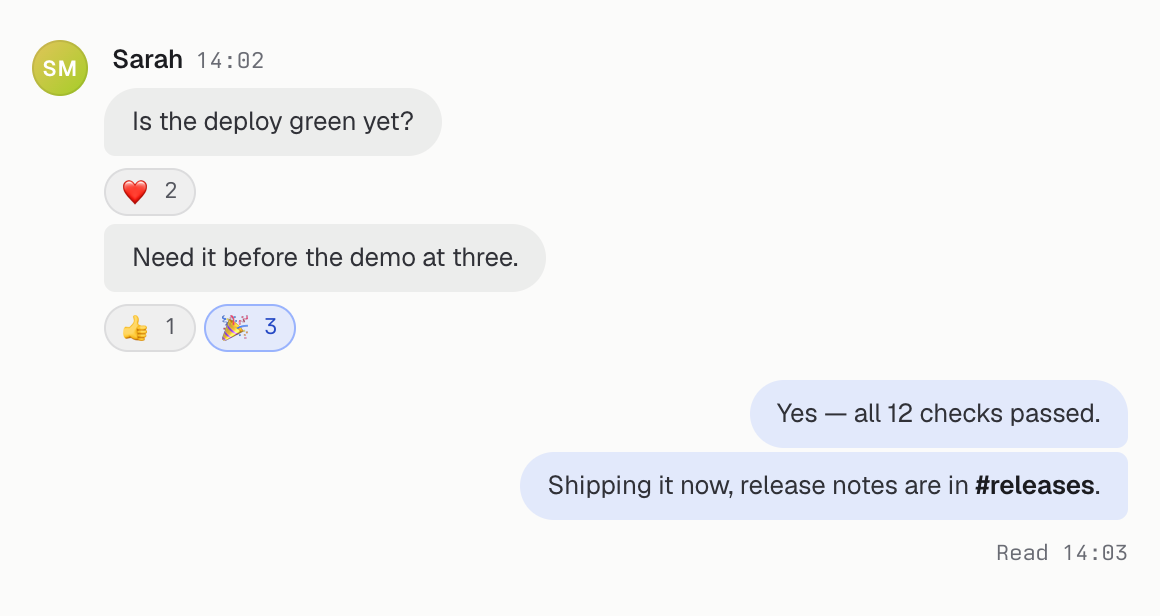 SM
Sarah 14:02
Is the deploy green yet?
❤️ 2
Need it before the demo at three.
👍 1 🎉 3
Yes — all 12 checks passed.
Shipping it now, release notes are in #releases.
Read 14:03